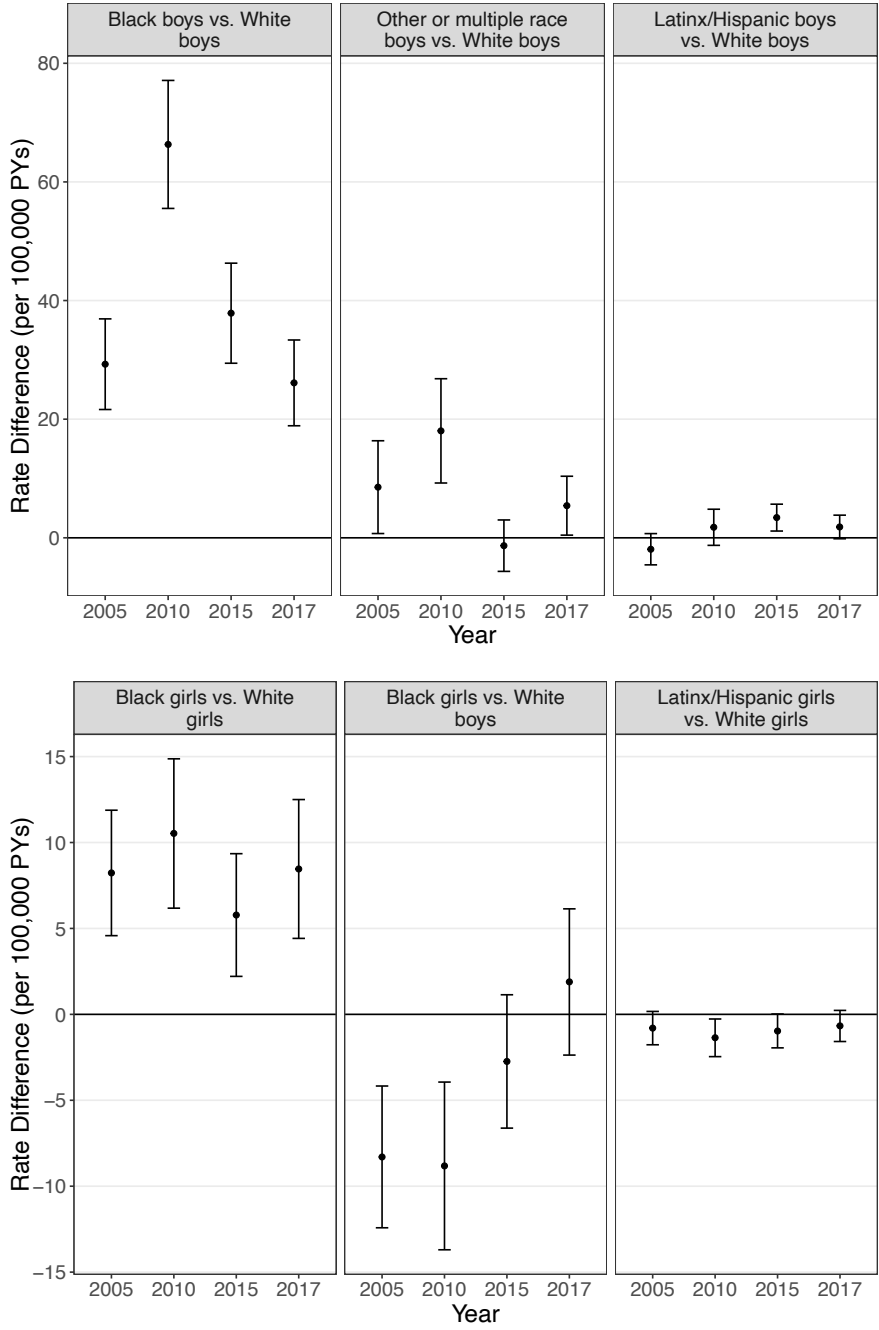 Black boys vs. White
boys
Other or multiple race
boys vs. White boys
Latinx/Hispanic boys
vs. White boys
Rate Difference (per 100,000 PYs)
80
60
40
20
0
2005 2010 2015 2017
2005 2010 2015 2017
2005 2010 2015 2017
Year
Black girls vs. White
girls
Black girls vs. White
boys
Latinx/Hispanic girls
vs. White girls
Rate Difference (per 100,000 PYs)
15
10
5
0
−5
−10
−15
2005 2010 2015 2017
2005 2010 2015 2017
2005 2010 2015 2017
Year